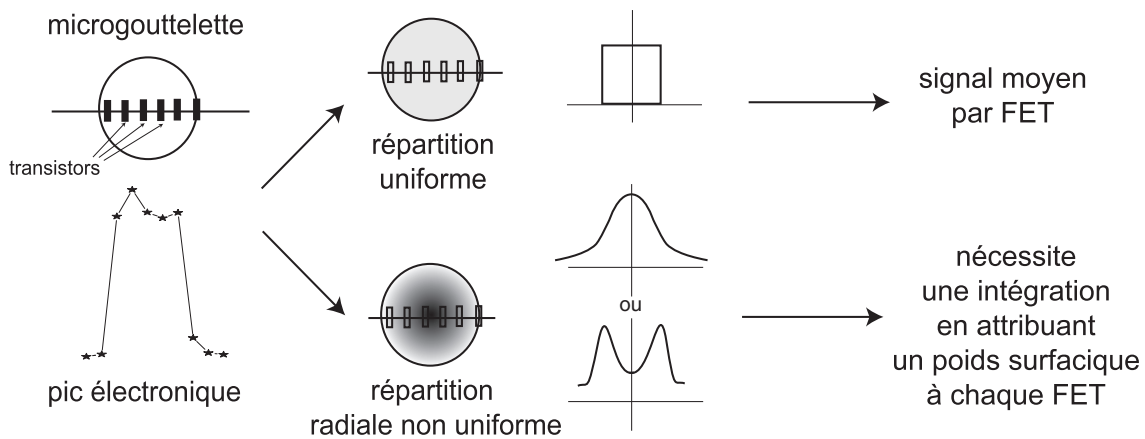 microgouttelette
transistors
pic électronique
répartition
uniforme
signal moyen
par FET
répartition
radiale non uniforme
ou
nécessite
une intégration
en attribuant
un poids surfacique
à chaque FET